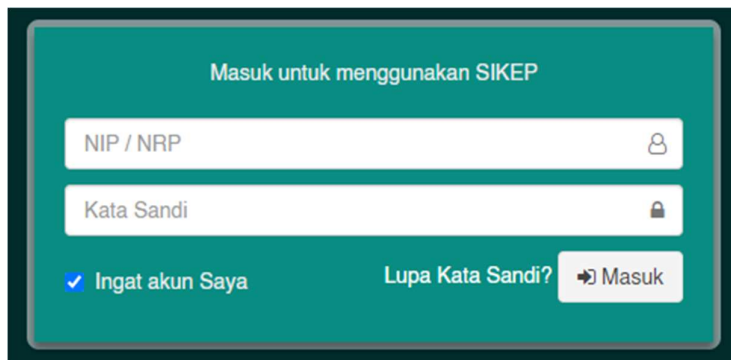 Masuk untuk menggunakan SIKEP
NIP / NRP
Kata Sandi
Ingat akun Saya
Lupa Kata Sandi? Masuk